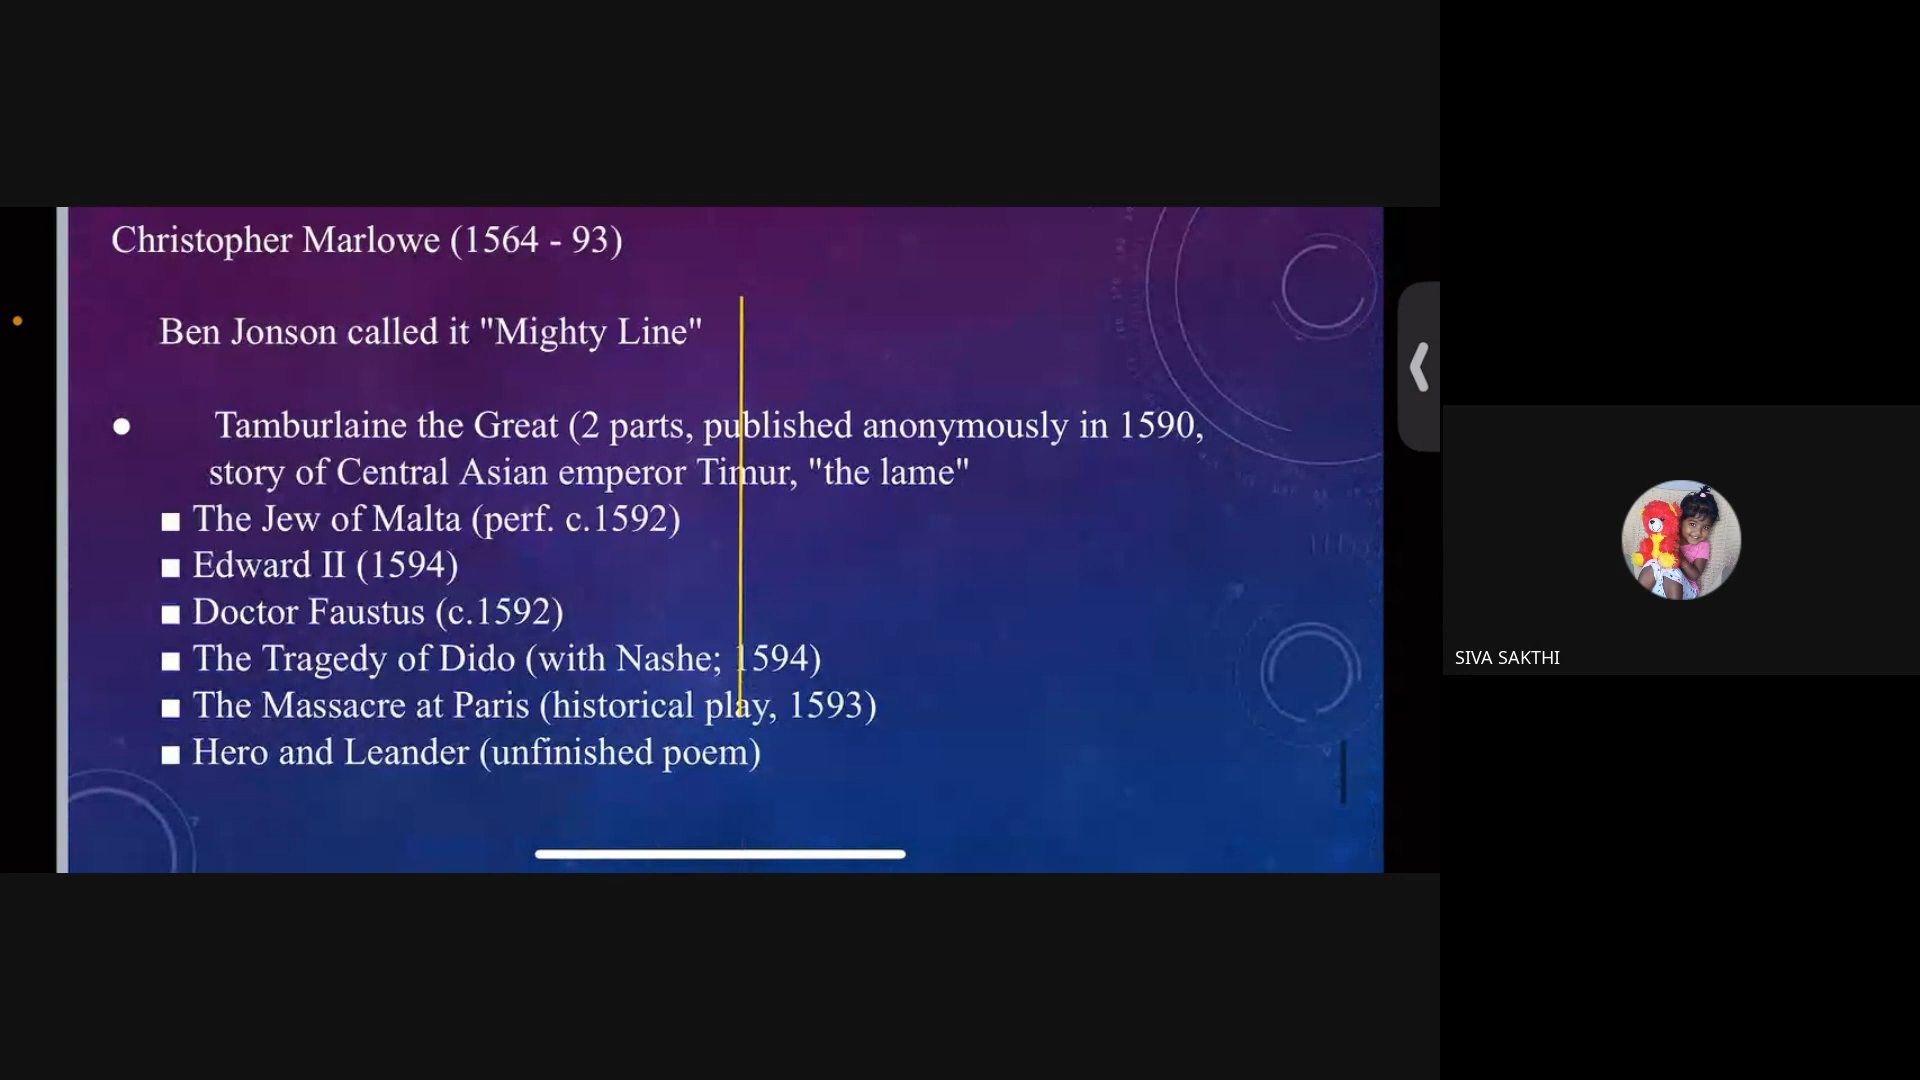 Christopher Marlowe (1564 - 93)
Ben Jonson called it "Mighty Line"
● Tamburlaine the Great (2 parts, published anonymously in 1590,
story of Central Asian emperor Timur, "the lame"
■ The Jew of Malta (perf. c.1592)
■ Edward II (1594)
■ Doctor Faustus (c.1592)
■ The Tragedy of Dido (with Nashe; 1594)
■ The Massacre at Paris (historical play, 1593)
■ Hero and Leander (unfinished poem)
SIVA SAKTHI